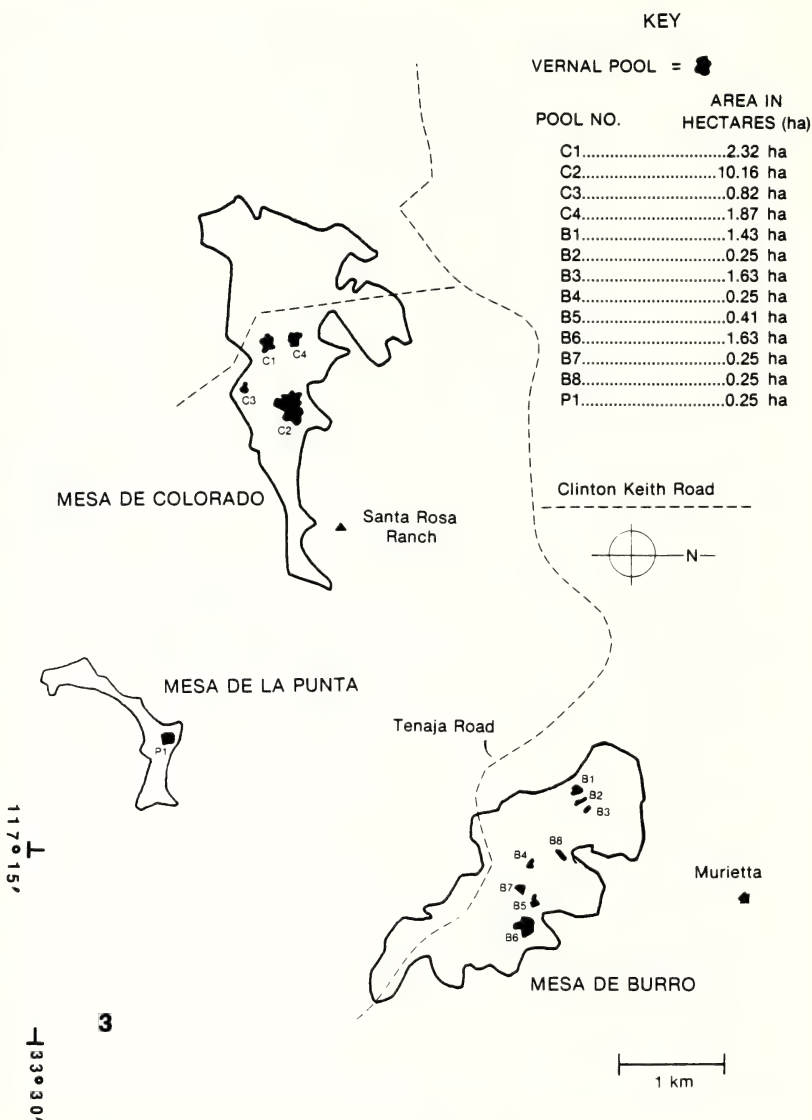 KEY
VERNAL POOL =
POOL NO.
AREA IN
HECTARES (ha)
C1..........................2.32 ha
C2.........................10.16 ha
C3..........................0.82 ha
C4..........................1.87 ha
B1..........................1.43 ha
B2..........................0.25 ha
B3..........................1.63 ha
B4..........................0.25 ha
B5..........................0.41 ha
B6..........................1.63 ha
B7..........................0.25 ha
B8..........................0.25 ha
P1..........................0.25 ha
C1
C4
C3
C2
MESA DE COLORADO
Santa Rosa
Ranch
Clinton Keith Road
N
MESA DE LA PUNTA
P1
Tenaja Road
B1
B2
B3
B8
B4
B7
B5
B6
Murietta
MESA DE BURRO
117°15'
3
33°30'
1 km